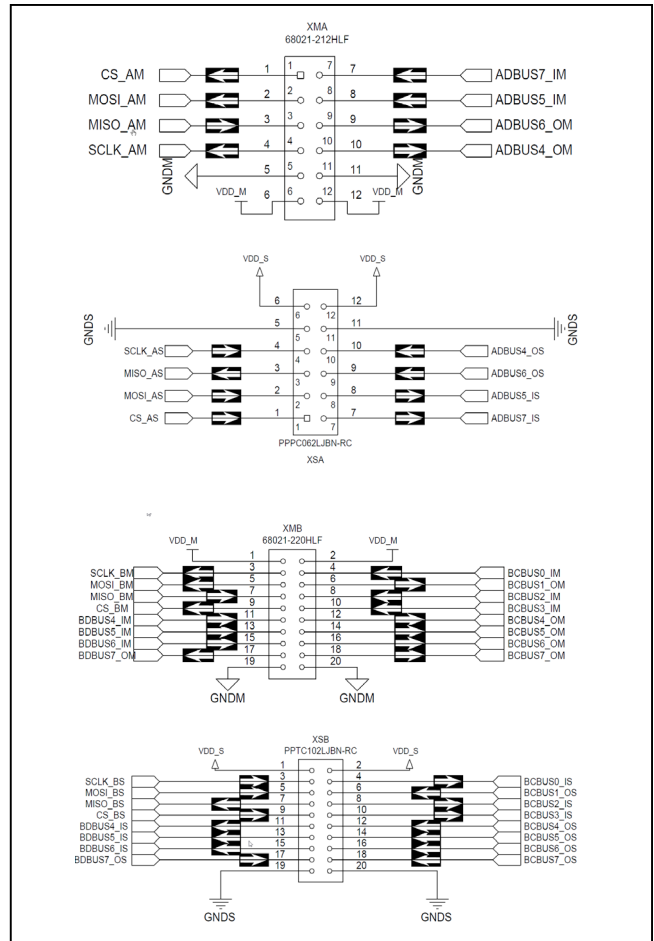 XMA
68021-212HLF
CS_AM 1 1 7 7 ADBUS7_IM
MOSI_AM 2 2 8 8 ADBUS5_IM
MISO_AM 3 3 9 9 ADBUS6_OM
SCLK_AM 4 4 10 10 ADBUS4_OM
GNDM 5 5 11 11 GNDM
VDD_M 6 6 12 12 VDD_M
VDD_S VDD_S
6 6 12 12
GNDS 5 5 11 11 GNDS
SCLK_AS 4 4 10 10 ADBUS4_OS
MISO_AS 3 3 9 9 ADBUS6_OS
MOSI_AS 2 2 8 8 ADBUS5_IS
CS_AS 1 1 7 7 ADBUS7_IS
PPPC062LJBN-RC
XSA
XMB
VDD_M 68021-220HLF VDD_M
1 2
SCLK_BM 3 4 BCBUS0_IM
MOSI_BM 5 6 BCBUS1_OM
MISO_BM 7 8 BCBUS2_IM
CS_BM 9 10 BCBUS3_IM
BDBUS4_IM 11 12 BCBUS4_OM
BDBUS5_IM 13 14 BCBUS5_OM
BDBUS6_IM 15 16 BCBUS6_OM
BDBUS7_OM 17 18 BCBUS7_OM
19 20
GNDM GNDM
XSB
VDD_S PPTC102LJBN-RC VDD_S
1 2
SCLK_BS 3 4 BCBUS0_IS
MOSI_BS 5 6 BCBUS1_OS
MISO_BS 7 8 BCBUS2_IS
CS_BS 9 10 BCBUS3_IS
BDBUS4_IS 11 12 BCBUS4_OS
BDBUS5_IS 13 14 BCBUS5_OS
BDBUS6_IS 15 16 BCBUS6_OS
BDBUS7_OS 17 18 BCBUS7_OS
19 20
GNDS GNDS